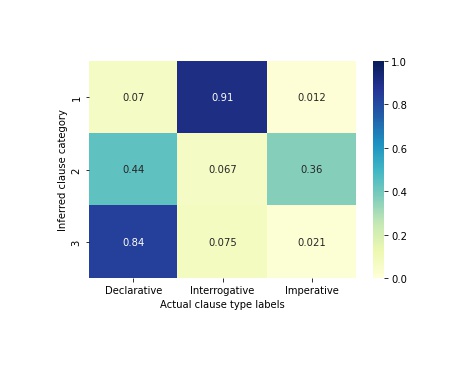 1.0
1
0.07 0.91 0.012
0.8
Inferred clause category
0.6
2
0.44 0.067 0.36
0.4
0.2
3
0.84 0.075 0.021
0.0
Declarative Interrogative Imperative
Actual clause type labels